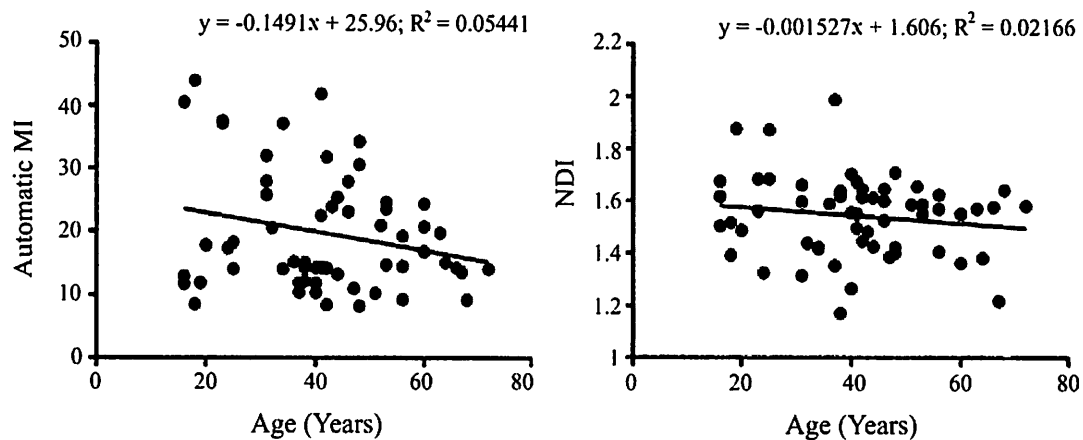 y = -0.1491x + 25.96; R² = 0.05441
50
40
30
20
10
0
Automatic MI
0 20 40 60 80
Age (Years)
y = -0.001527x + 1.606; R² = 0.02166
2.2
2
1.8
1.6
1.4
1.2
1
NDI
0 20 40 60 80
Age (Years)